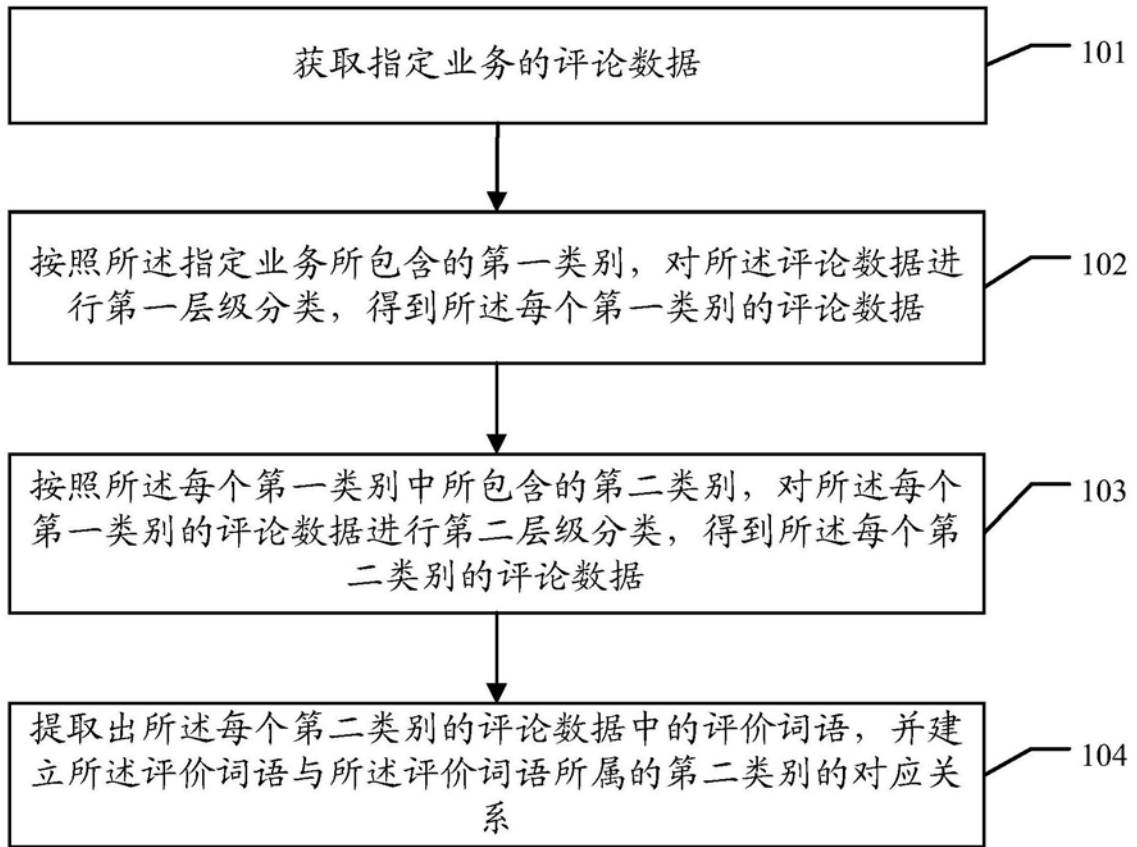 获取指定业务的评论数据
101
按照所述指定业务所包含的第一类别，对所述评论数据进
行第一层级分类，得到所述每个第一类别的评论数据
102
按照所述每个第一类别中所包含的第二类别，对所述每个
第一类别的评论数据进行第二层级分类，得到所述每个第
二类别的评论数据
103
提取出所述每个第二类别的评论数据中的评价词语，并建
立所述评价词语与所述评价词语所属的第二类别的对应关
系
104